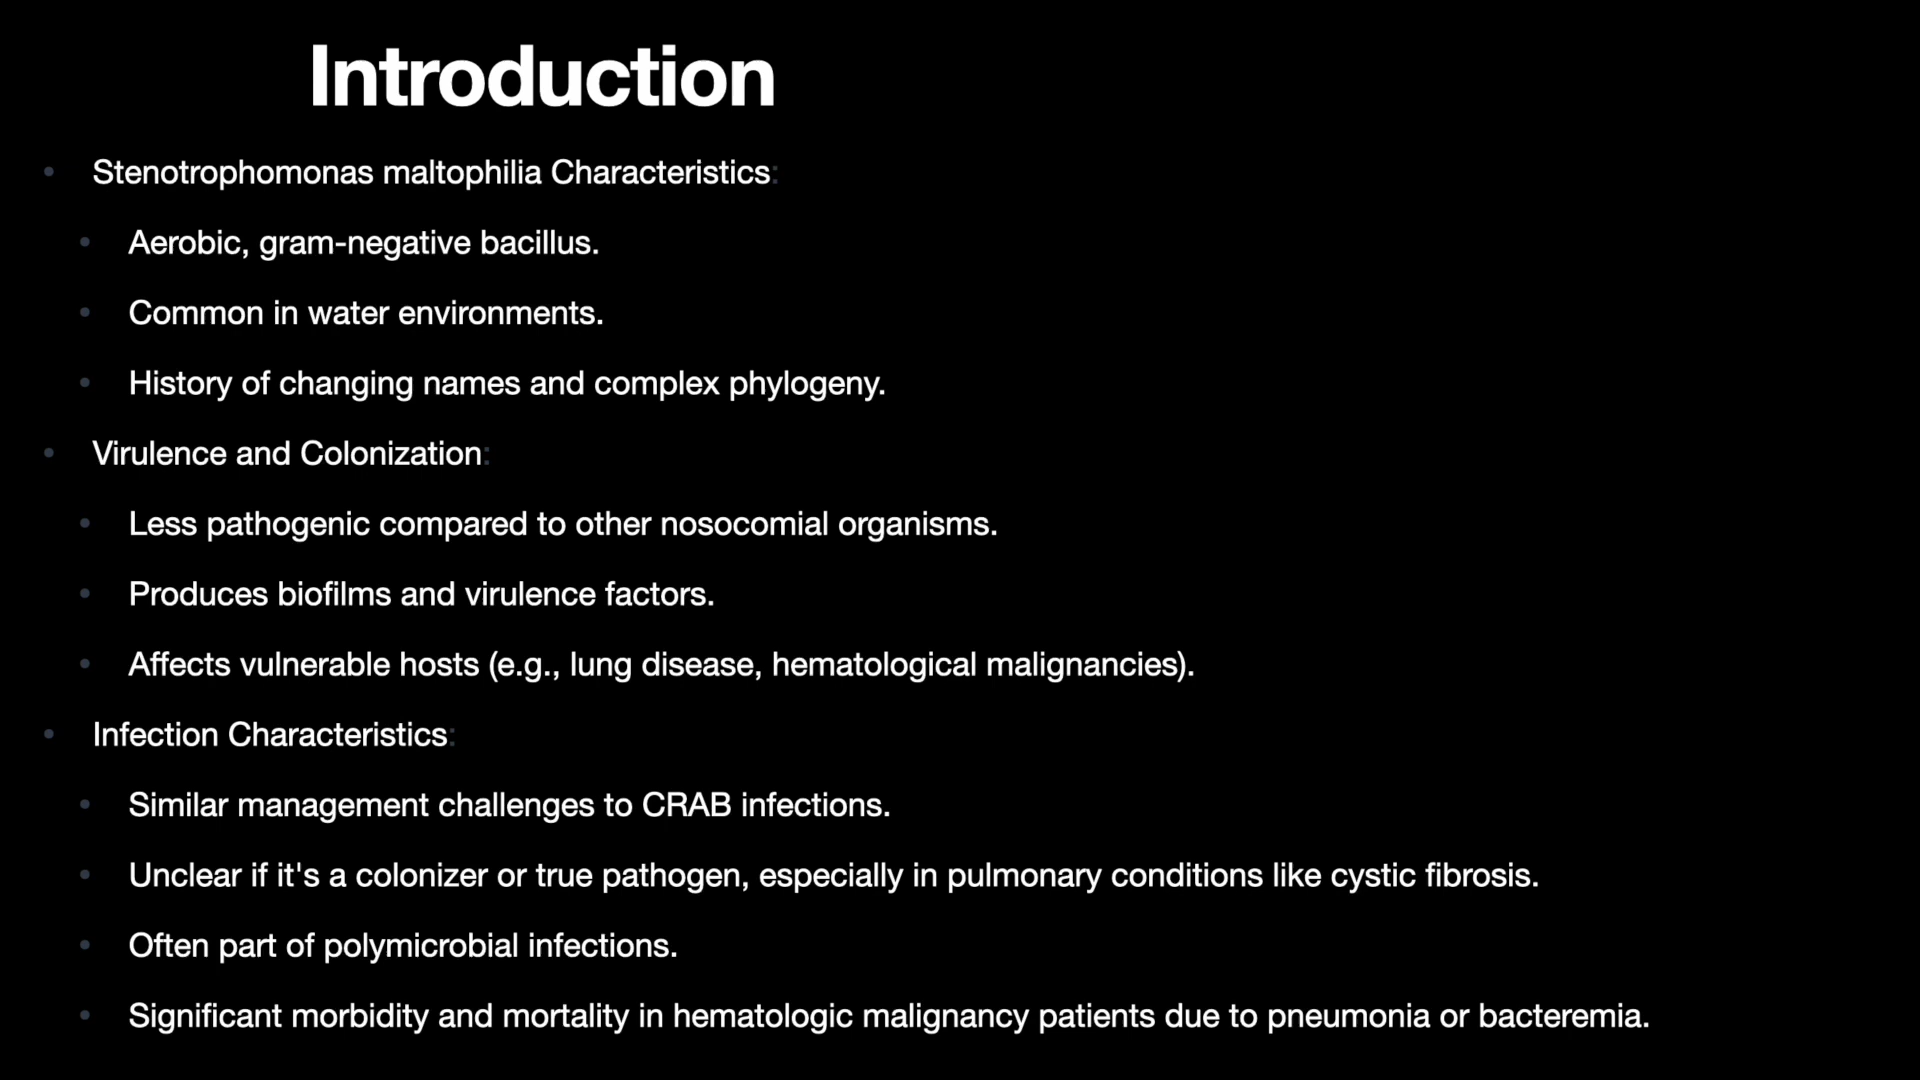 Introduction
• Stenotrophomonas maltophilia Characteristics:
• Aerobic, gram-negative bacillus.
• Common in water environments.
• History of changing names and complex phylogeny.
• Virulence and Colonization:
• Less pathogenic compared to other nosocomial organisms.
• Produces biofilms and virulence factors.
• Affects vulnerable hosts (e.g., lung disease, hematological malignancies).
• Infection Characteristics:
• Similar management challenges to CRAB infections.
• Unclear if it's a colonizer or true pathogen, especially in pulmonary conditions like cystic fibrosis.
• Often part of polymicrobial infections.
• Significant morbidity and mortality in hematologic malignancy patients due to pneumonia or bacteremia.